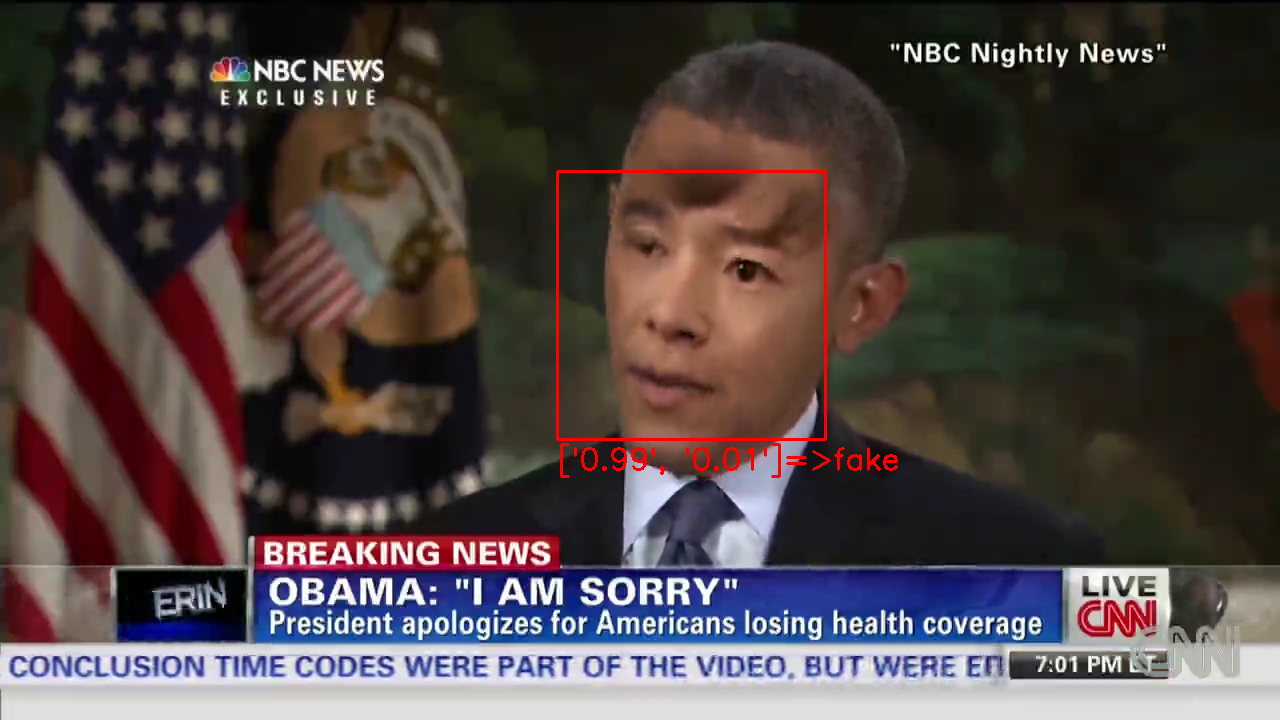 "NBC Nightly News"
NBC NEWS
EXCLUSIVE
['0.99', '0.01']=>fake
BREAKING NEWS
ERIN
OBAMA: "I AM SORRY"
President apologizes for Americans losing health coverage
LIVE
CNN
CNN
CONCLUSION TIME CODES WERE PART OF THE VIDEO, BUT WERE
7:01 PM ET